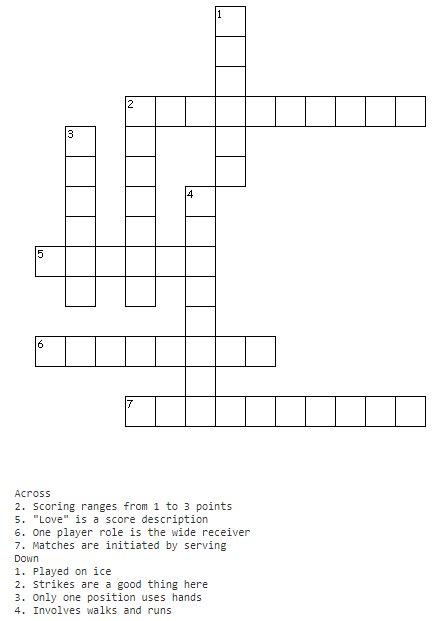 1
2
3
4
5
6
7
Across
2. Scoring ranges from 1 to 3 points
5. "Love" is a score description
6. One player role is the wide receiver
7. Matches are initiated by serving
Down
1. Played on ice
2. Strikes are a good thing here
3. Only one position uses hands
4. Involves walks and runs